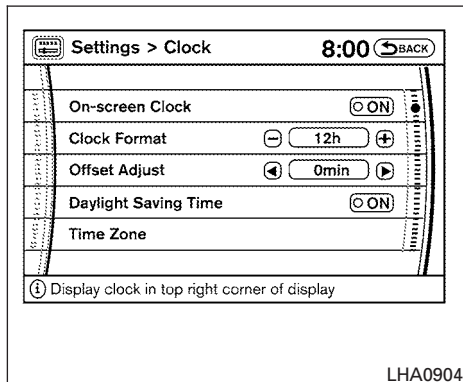 Settings > Clock 8:00 BACK
On-screen Clock ON
Clock Format 12h
Offset Adjust 0min
Daylight Saving Time ON
Time Zone
i Display clock in top right corner of display
LHA0904